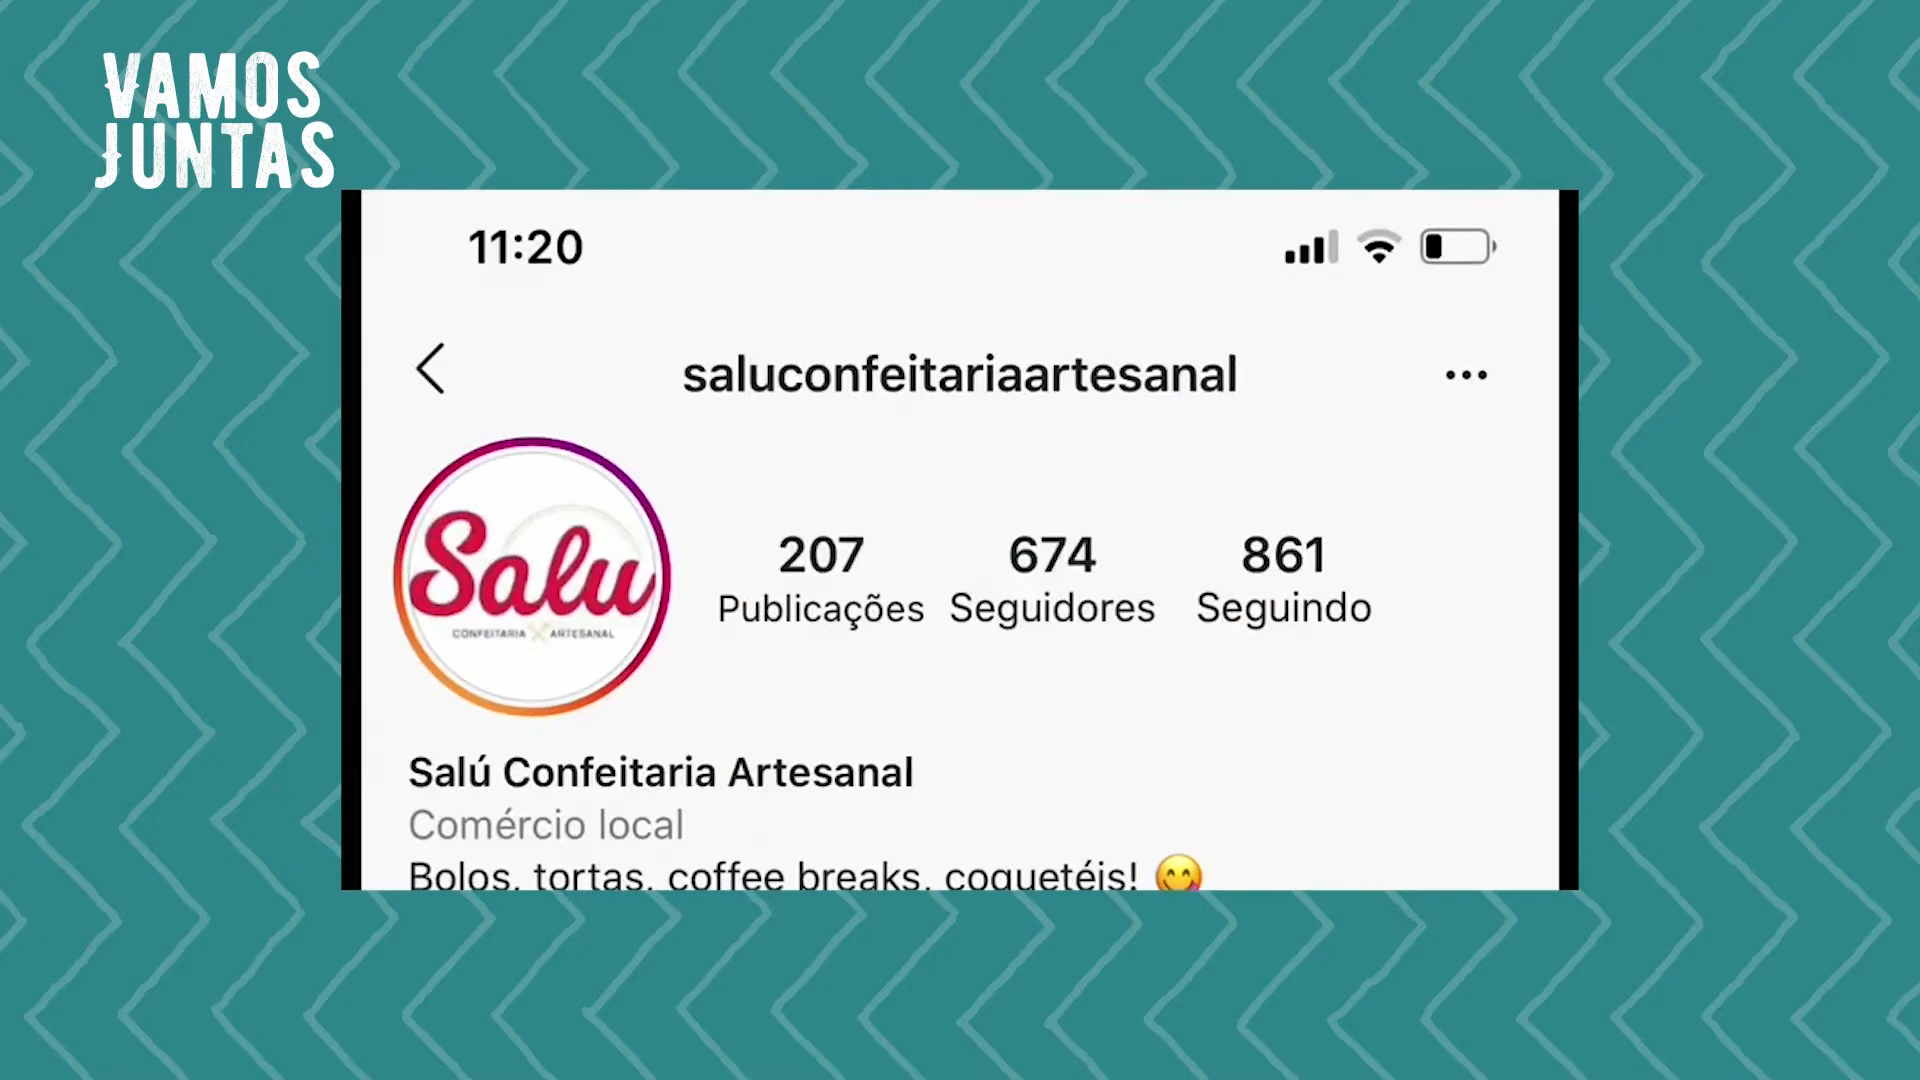 VAMOS
JUNTAS
11:20
saluconfeitariaartesanal
Salu
CONFEITARIA ARTESANAL
207 674 861
Publicações Seguidores Seguindo
Salú Confeitaria Artesanal
Comércio local
Bolos, tortas, coffee breaks, coquetéis! 😋